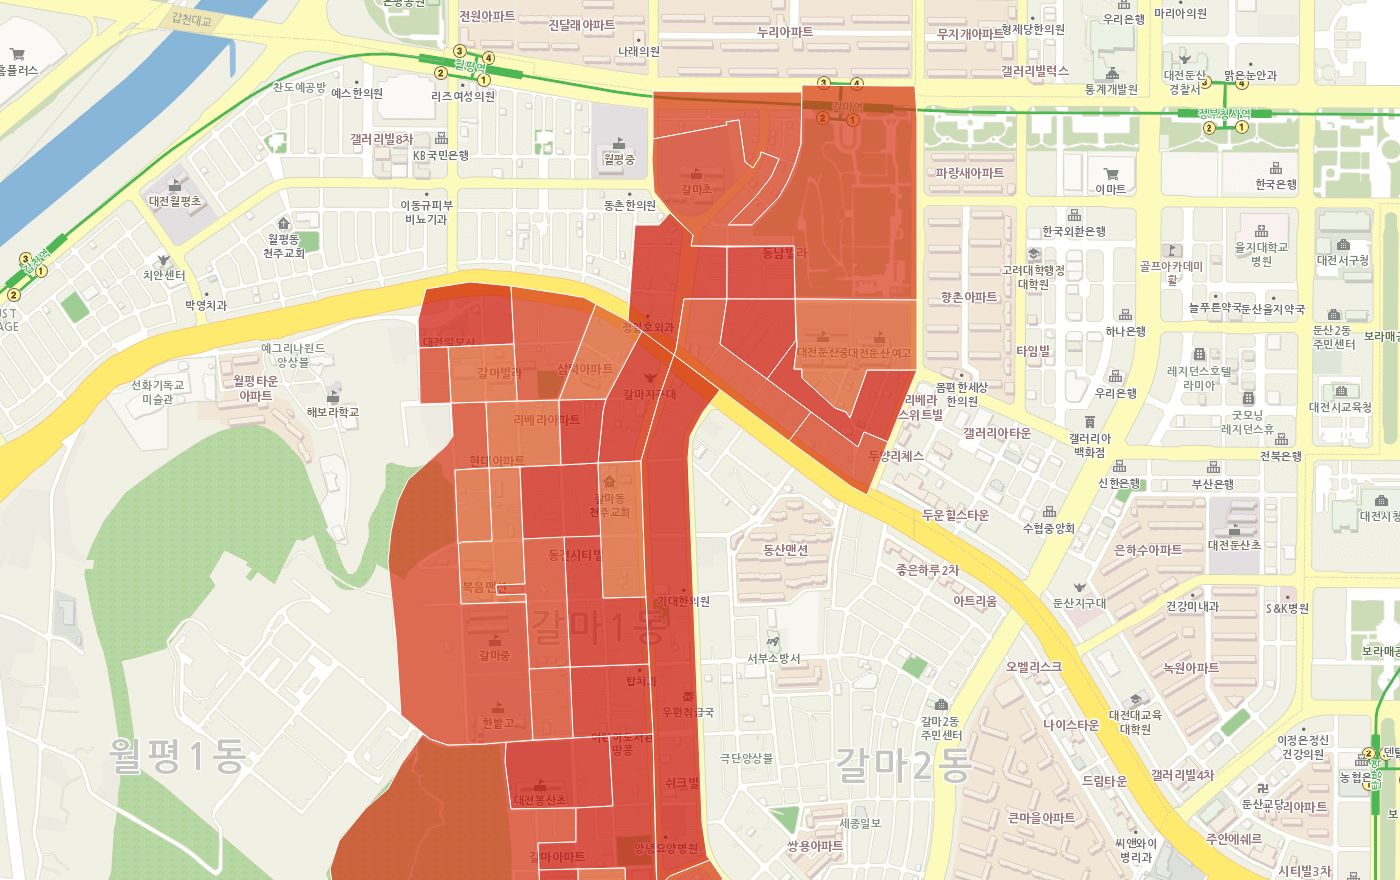 갑천대교
은평공원
전원아파트
진달래아파트
누리아파트
나래의원
무지개아파트
형제당한의원
우리은행
마리아의원
홈플러스
월평역
찬도예공방
예스한의원
리즈여성의원
갤러리빌럭스
통계개발원
대전둔산
경찰서
맑은눈안과
갤러리빌8차
KB국민은행
월평중
갈마역
정부청사역
갈마초
파랑새아파트
이마트
한국은행
대전월평초
이동규피부
비뇨기과
동촌한의원
월평동
천주교회
갑천역
치안센터
박영치과
동남빌라
한국외환은행
고려대학행정
대학원
골프아카데미
활
을지대학교
병원
대전서구청
향촌아파트
늘푸른약국
둔산을지약국
하나은행
둔산2동
주민센터
보라매공
정일호외과
대전일보사
예그리나윈드
앙상블
대전둔산중
대전둔산여고
타임빌
레지던스호텔
라미아
선화기독교
미술관
월평타운
아파트
해보라학교
갈마빌라
삼덕아파트
갈마지구대
몸편한세상
한의원
우리은행
굿모닝
레지던스휴
대전시교육청
리베라
스위트빌
리베라아파트
갤러리아타운
갤러리아
백화점
전북은행
현대아파트
두양리체스
신한은행
부산은행
갈마동
천주교회
두운힐스타운
수협중앙회
대전시청
동산맨션
은하수아파트
대전둔산초
동건시티빌
좋은하루2차
복음맨션
기대한의원
아트리움
둔산지구대
건강미내과
S&K병원
갈마1동
갈마중
서부소방서
오벨리스크
녹원아파트
보라매공
탑치과
우편취급국
한밭고
갈마2동
주민센터
나이스타운
대전대교육
대학원
이정은정신
건강의원
월평1동
어린이도서관
땅콩
극단앙상블
갈마2동
쉬크빌
드림타운
갤러리빌4차
농협은
대전봉산초
세종일보
큰마을아파트
둔산교당
갈마아파트
양녕요양병원
쌍용아파트
씨앤와이
병리과
주안에쉐르
시티빌3차